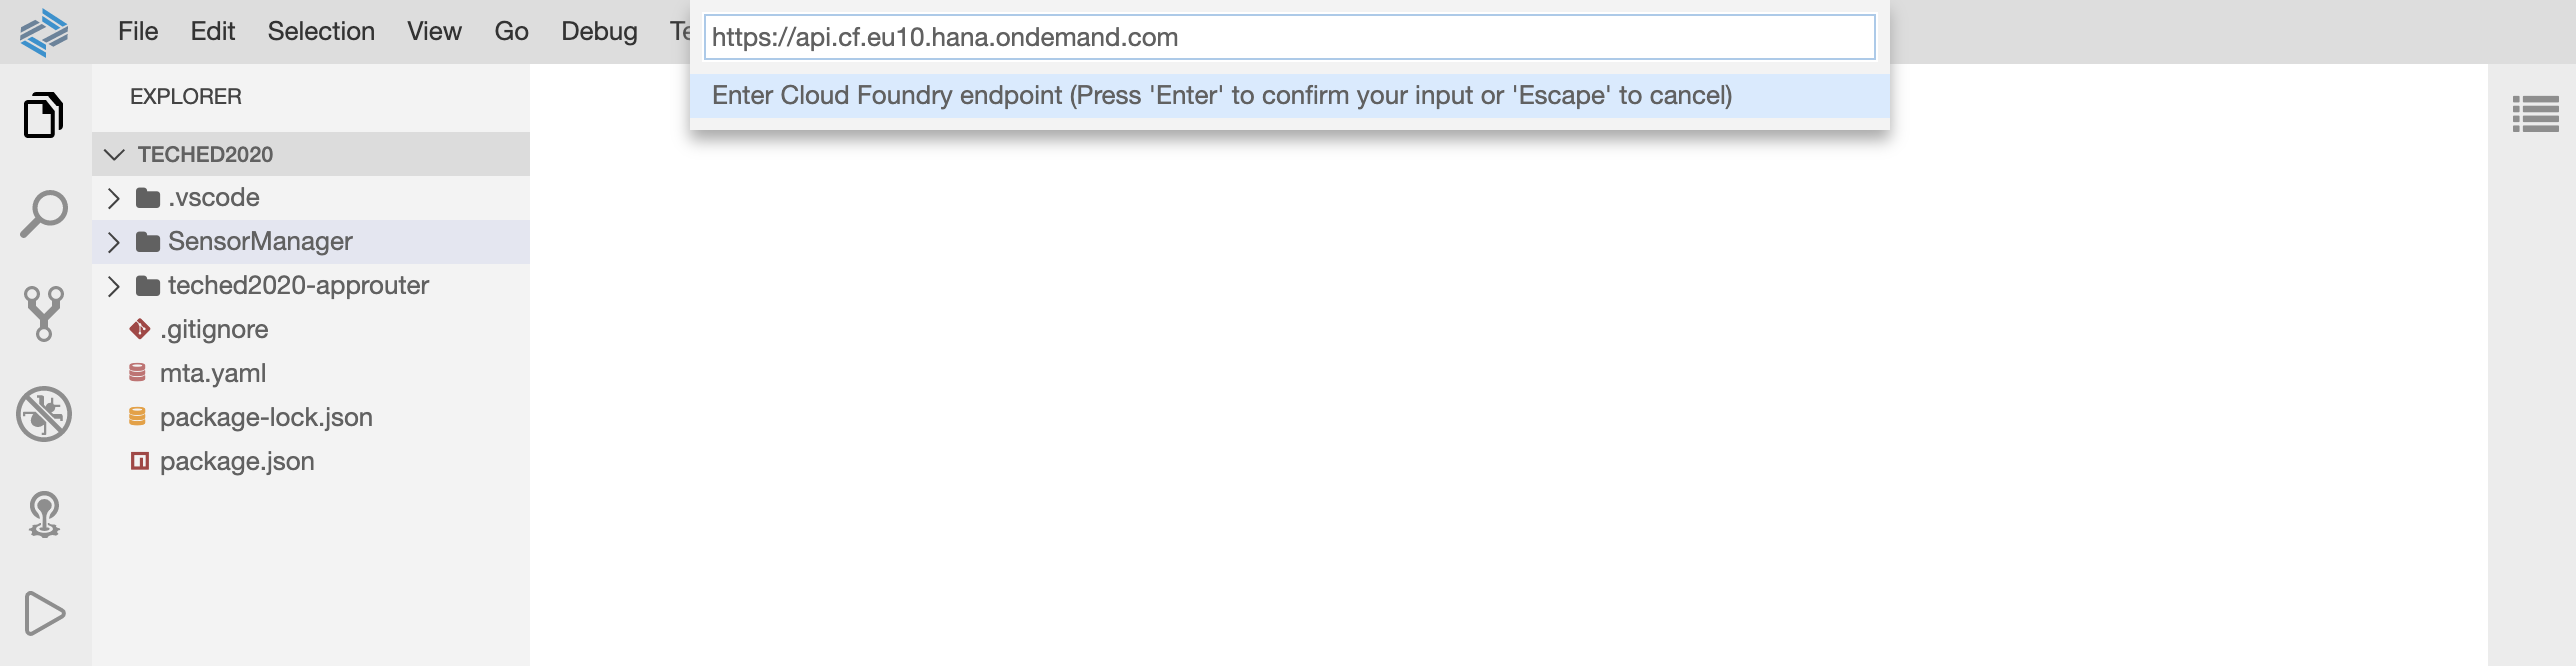 File Edit Selection View Go Debug
https://api.cf.eu10.hana.ondemand.com
Enter Cloud Foundry endpoint (Press 'Enter' to confirm your input or 'Escape' to cancel)
EXPLORER
TECHED2020
.vscode
SensorManager
teched2020-approuter
.gitignore
mta.yaml
package-lock.json
package.json